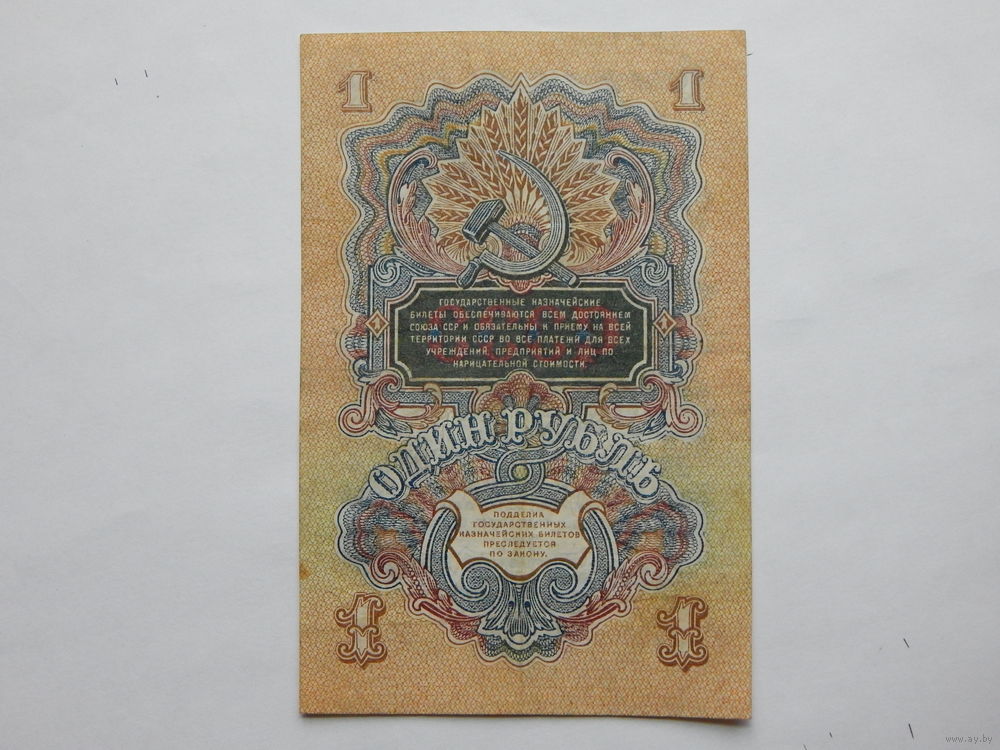 1 1
ГОСУДАРСТВЕННЫЕ КАЗНАЧЕЙСКИЕ
БИЛЕТЫ ОБЕСПЕЧИВАЮТСЯ ВСЕМ ДОСТОЯНИЕМ
СОЮЗА ССР И ОБЯЗАТЕЛЬНЫ К ПРИЕМУ НА ВСЕЙ
ТЕРРИТОРИИ СССР ВО ВСЕ ПЛАТЕЖИ ДЛЯ ВСЕХ
УЧРЕЖДЕНИЙ, ПРЕДПРИЯТИЙ И ЛИЦ ПО
НАРИЦАТЕЛЬНОЙ СТОИМОСТИ.
ОДИН РУБЛЬ
ПОДДЕЛКА
ГОСУДАРСТВЕННЫХ
КАЗНАЧЕЙСКИХ БИЛЕТОВ
ПРЕСЛЕДУЕТСЯ
ПО ЗАКОНУ.
1 1
www.ay.by